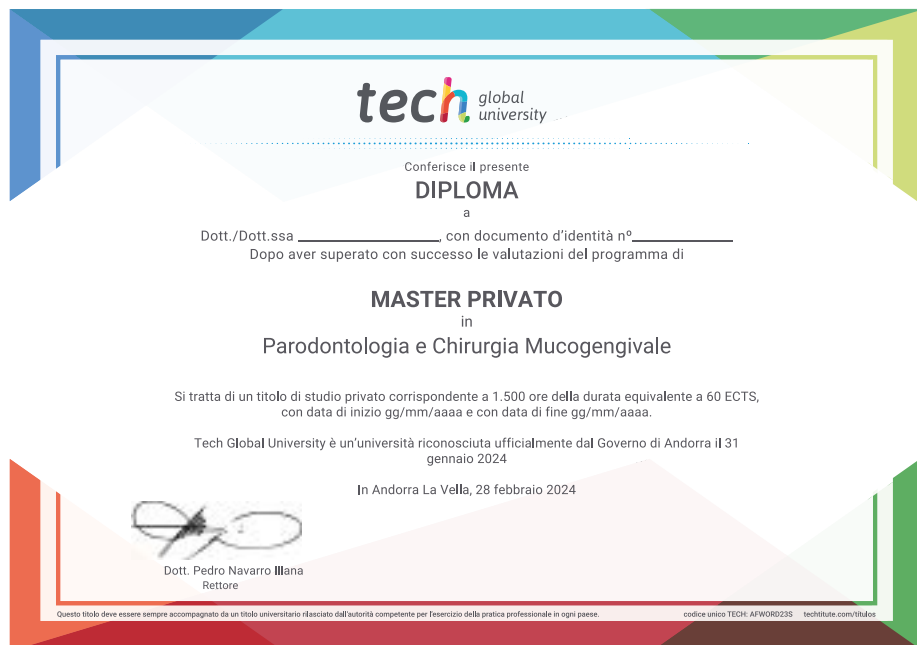 tech global university
Conferisce il presente
DIPLOMA
a
Dott./Dott.ssa ____________________, con documento d'identità nº______________
Dopo aver superato con successo le valutazioni del programma di
MASTER PRIVATO
in
Parodontologia e Chirurgia Mucogengivale
Si tratta di un titolo di studio privato corrispondente a 1.500 ore della durata equivalente a 60 ECTS,
con data di inizio gg/mm/aaaa e con data di fine gg/mm/aaaa.
Tech Global University è un'università riconosciuta ufficialmente dal Governo di Andorra il 31
gennaio 2024
In Andorra La Vella, 28 febbraio 2024
Dott. Pedro Navarro Illana
Rettore
Questo titolo deve essere sempre accompagnato da un titolo universitario rilasciato dall'autorità competente per l'esercizio della pratica professionale in ogni paese.
codice unico TECH: AFWORD23S techtitute.com/titulos